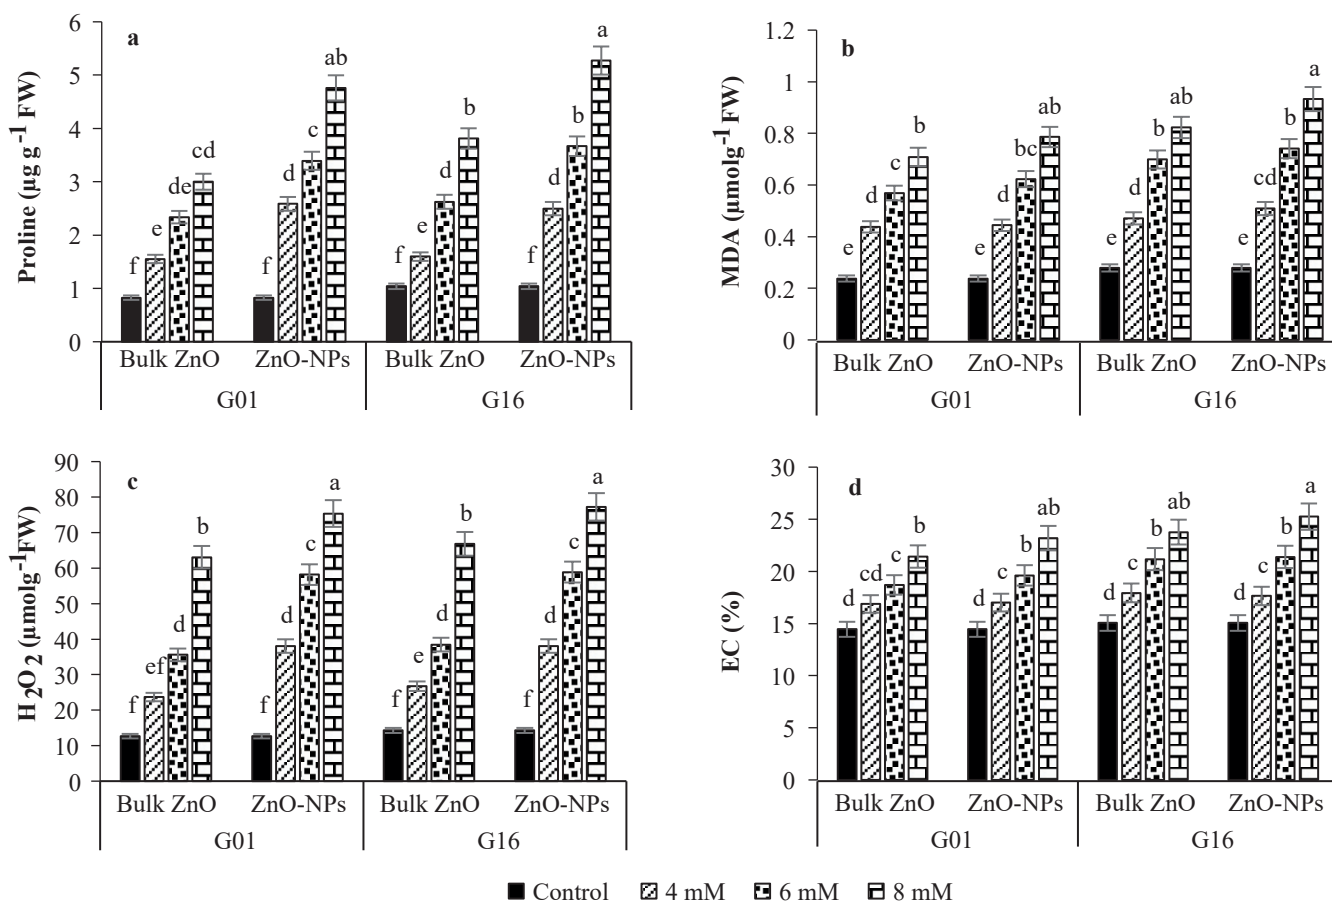 a
Proline (µg g⁻¹ FW)
6
5
4
3
2
1
0
f e de cd f d c ab f e d b f d b a
Bulk ZnO ZnO-NPs Bulk ZnO ZnO-NPs
G01 G16
b
MDA (µmolg⁻¹ FW)
1.2
1
0.8
0.6
0.4
0.2
0
e d c b e d bc ab e d b ab e cd b a
Bulk ZnO ZnO-NPs Bulk ZnO ZnO-NPs
G01 G16
c
H₂O₂ (µmolg⁻¹FW)
90
80
70
60
50
40
30
20
10
0
f ef d b f d c a f e d b f d c a
Bulk ZnO ZnO-NPs Bulk ZnO ZnO-NPs
G01 G16
d
EC (%)
30
25
20
15
10
5
0
d cd c b d c b ab d c b ab d c b a
Bulk ZnO ZnO-NPs Bulk ZnO ZnO-NPs
G01 G16
Control 4 mM 6 mM 8 mM